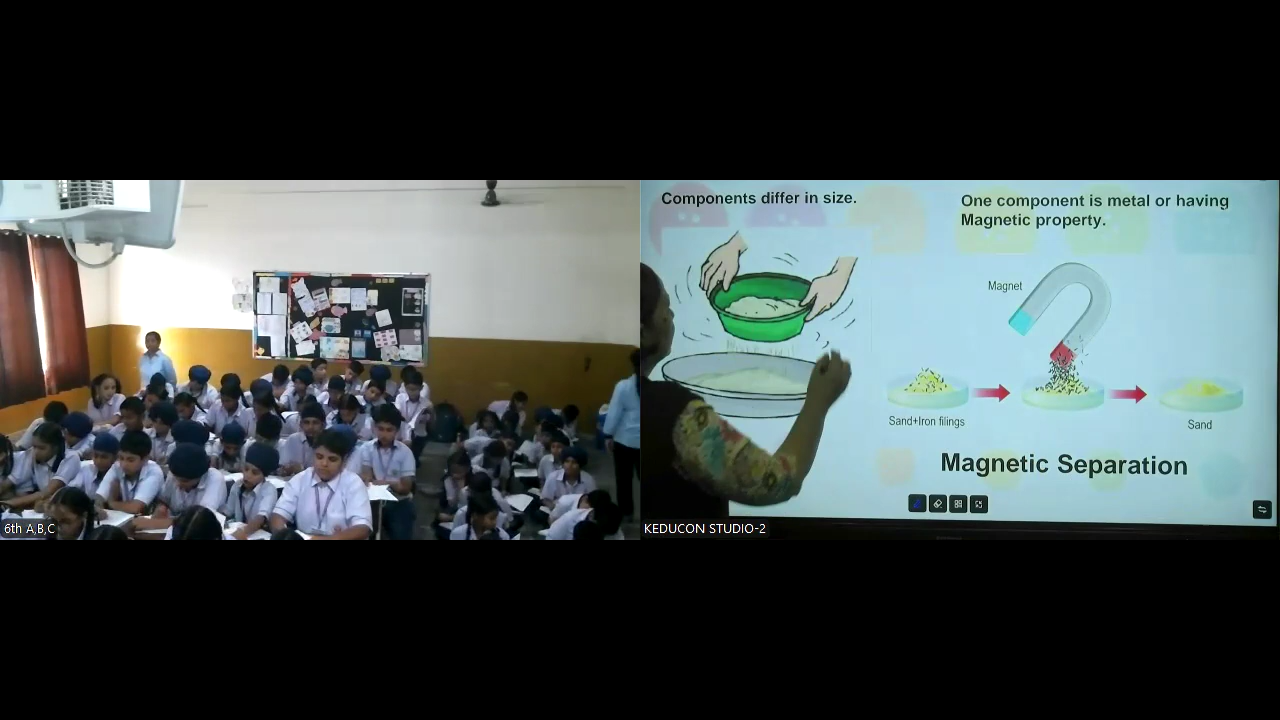 Components differ in size.
One component is metal or having
Magnetic property.
Magnet
Sand+Iron filings
Sand
Magnetic Separation
6th A,B,C
KEDUCON STUDIO-2